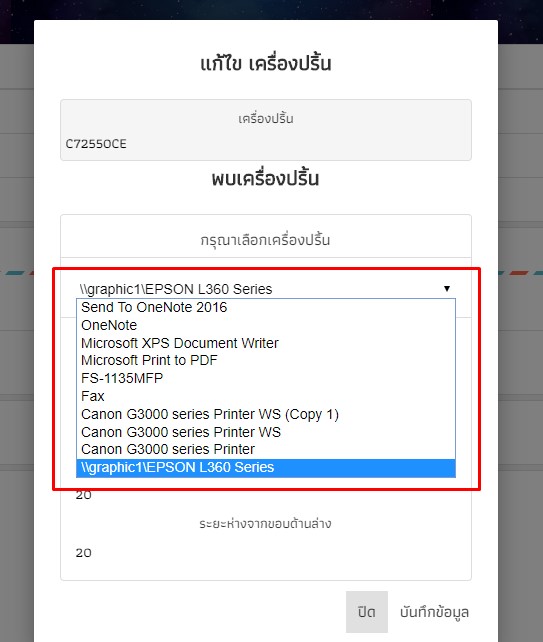 แก้ไข เครื่องปริ้น
เครื่องปริ้น
C72550CE
พบเครื่องปริ้น
กรุณาเลือกเครื่องปริ้น
\\graphic1\EPSON L360 Series
Send To OneNote 2016
OneNote
Microsoft XPS Document Writer
Microsoft Print to PDF
FS-1135MFP
Fax
Canon G3000 series Printer WS (Copy 1)
Canon G3000 series Printer WS
Canon G3000 series Printer
\\graphic1\EPSON L360 Series
20
ระยะห่างจากขอบด้านล่าง
20
ปิด บันทึกข้อมูล